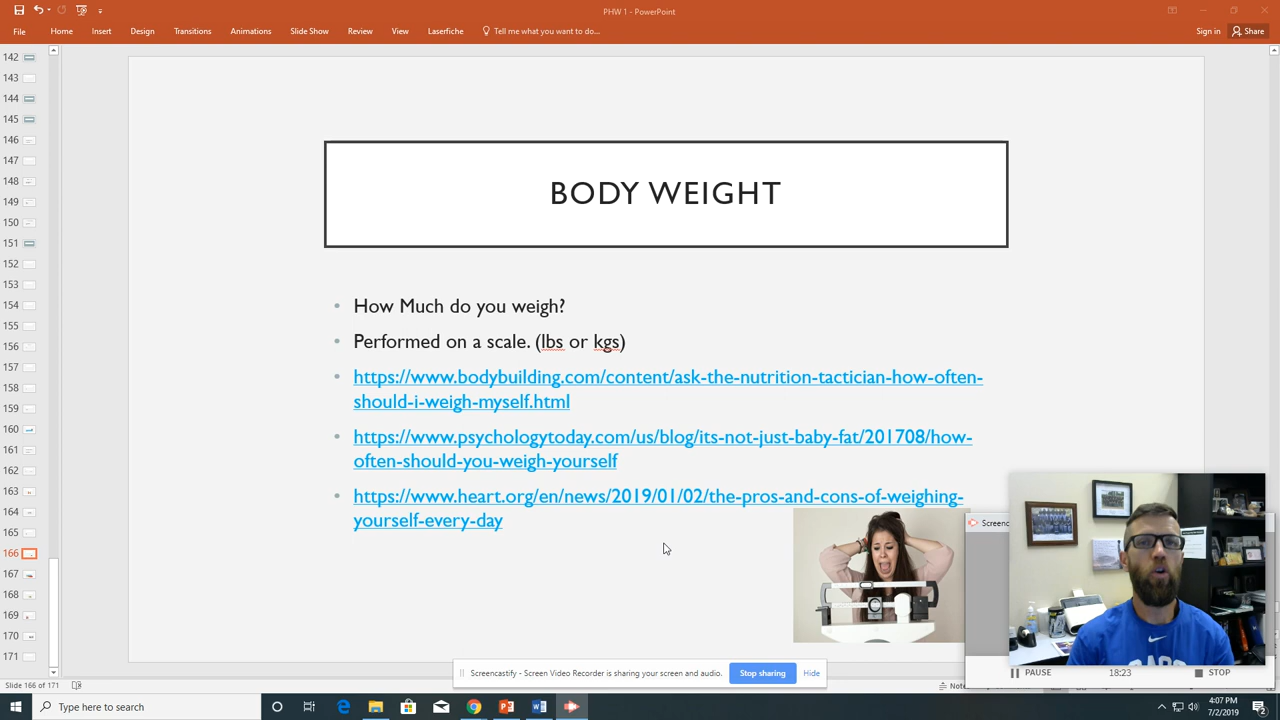 PHW 1 - PowerPoint
File Home Insert Design Transitions Animations Slide Show Review View Laserfiche Tell me what you want to do... Sign in Share
142
143
144
145
146
147
148
149
150
151
152
153
154
155
156
157
158
159
160
161
162
163
164
165
166
167
168
169
170
171
BODY WEIGHT
• How Much do you weigh?
• Performed on a scale. (lbs or kgs)
• https://www.bodybuilding.com/content/ask-the-nutrition-tactician-how-often-
should-i-weigh-myself.html
• https://www.psychologytoday.com/us/blog/its-not-just-baby-fat/201708/how-
often-should-you-weigh-yourself
• https://www.heart.org/en/news/2019/01/02/the-pros-and-cons-of-weighing-
yourself-every-day
Screenc
Screencastify - Screen Video Recorder is sharing your screen and audio. Stop sharing Hide
PAUSE 18:23 STOP
Slide 166 of 171 Note
Type here to search
4:07 PM
7/2/2019
2